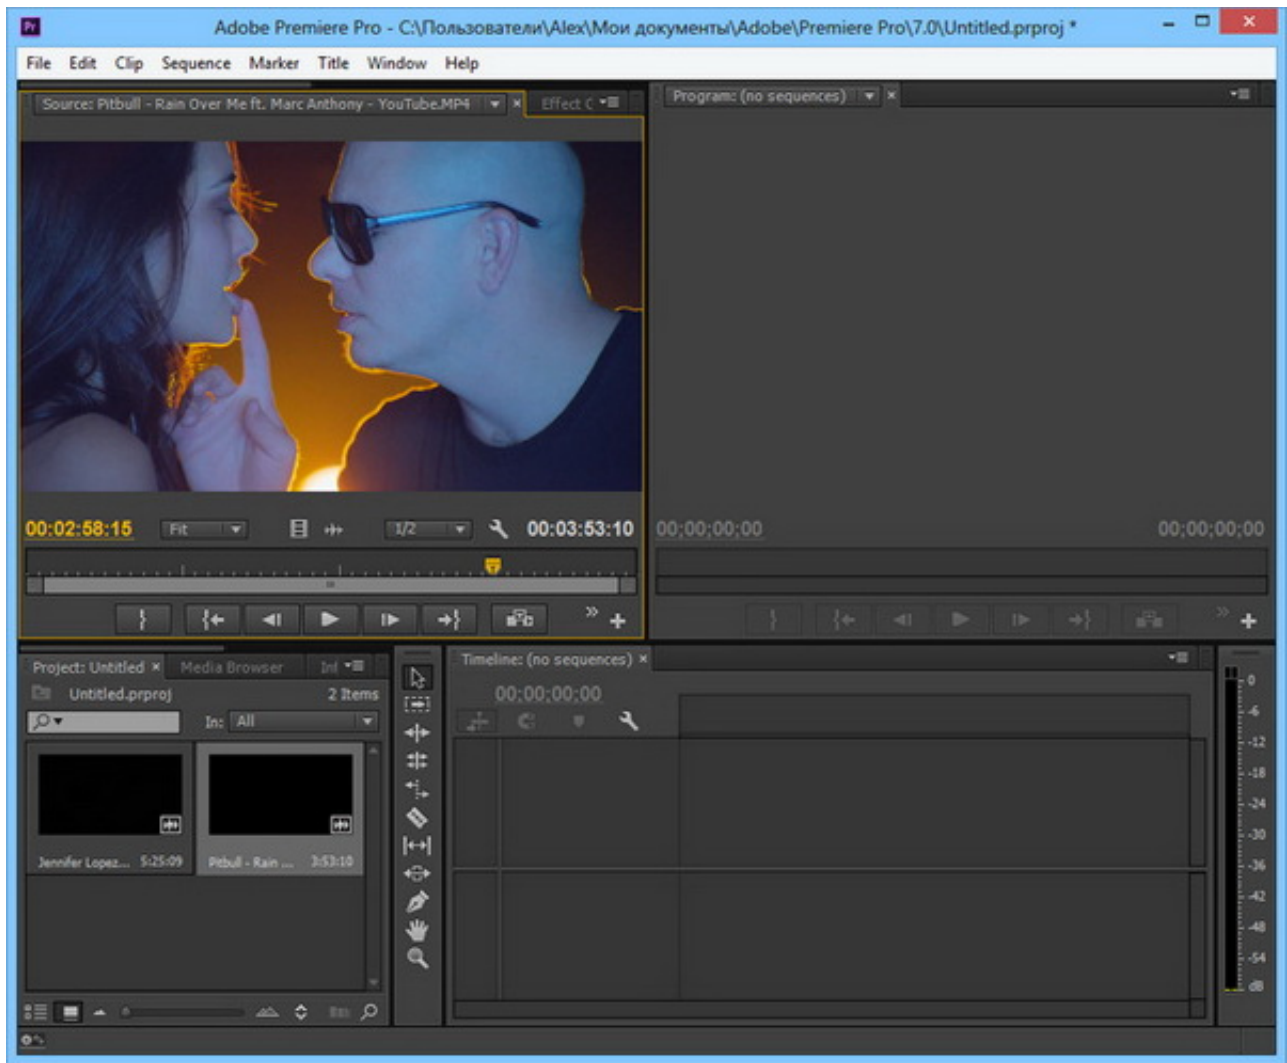 Pr Adobe Premiere Pro - C:\Пользователи\Alex\Мои документы\Adobe\Premiere Pro\7.0\Untitled.prproj *
File Edit Clip Sequence Marker Title Window Help
Source: Pitbull - Rain Over Me ft. Marc Anthony - YouTube.MP4 Effect C
Program: (no sequences)
00:02:58:15 Fit 1/2 00:03:53:10
00;00;00;00 00;00;00;00
Project: Untitled Media Browser Inf
Untitled.prproj 2 Items
In: All
Jennifer Lopez... 5:25:09 Pitbull - Rain ... 3:53:10
Timeline: (no sequences)
00;00;00;00
0
-6
-12
-18
-24
-30
-36
-42
-48
-54
dB